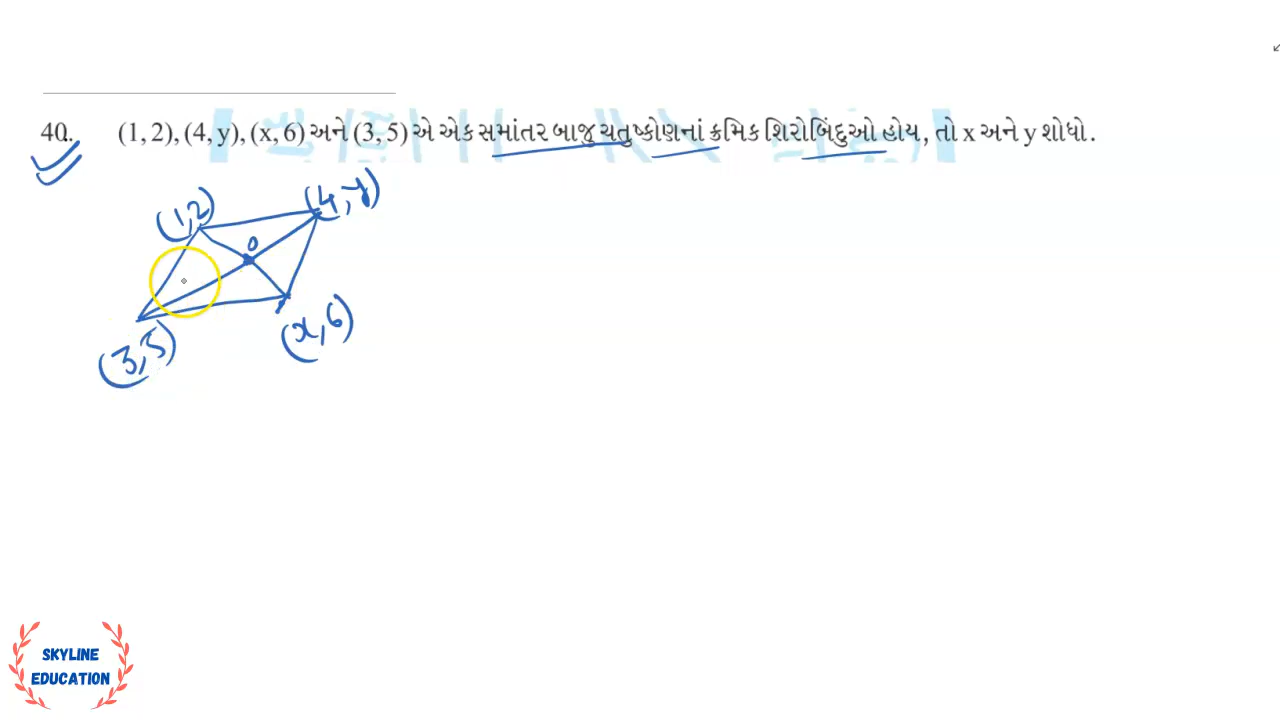 40. (1, 2), (4, y), (x, 6) અને (3, 5) એ એક સમાંતર બાજુ ચતુષ્કોણનાં ક્રમિક શિરોબિંદુઓ હોય, તો x અને y શોધો.
(1,2) (4,y)
O
(3,5) (x,6)
SKYLINE
EDUCATION